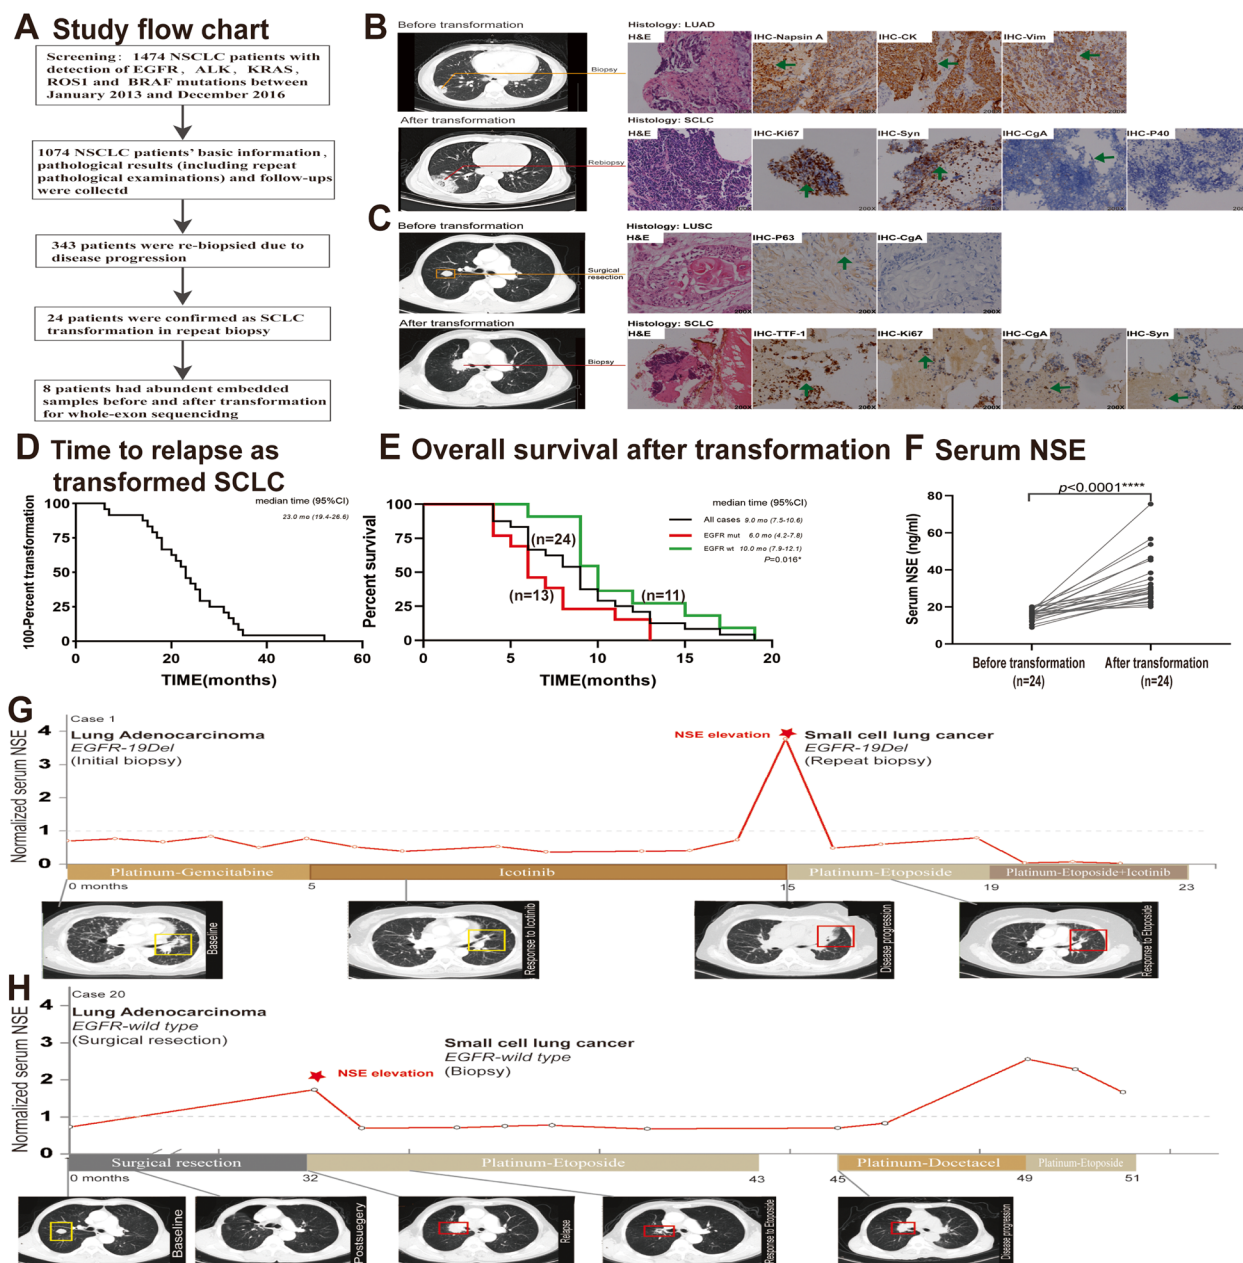 A Study flow chart
Screening: 1474 NSCLC patients with
detection of EGFR, ALK, KRAS,
ROS1 and BRAF mutations between
January 2013 and December 2016
1074 NSCLC patients' basic information,
pathological results (including repeat
pathological examinations) and follow-ups
were collectd
343 patients were re-biopsied due to
disease progression
24 patients were confirmed as SCLC
transformation in repeat biopsy
8 patients had abundent embedded
samples before and after transformation
for whole-exon sequencidng
B
Before transformation
Biopsy
Histology: LUAD
H&E
IHC-Napsin A
IHC-CK
IHC-Vim
After transformation
Rebiopsy
Histology: SCLC
H&E
IHC-Ki67
IHC-Syn
IHC-CgA
IHC-P40
200X
200X
200X
C
Before transformation
Surgical
resection
Histology: LUSC
H&E
IHC-P63
IHC-CgA
After transformation
Biopsy
Histology: SCLC
H&E
IHC-TTF-1
IHC-Ki67
IHC-CgA
IHC-Syn
D Time to relapse as
transformed SCLC
median time (95%CI)
23.0 mo (19.4-26.6)
100-Percent transformation
100
75
50
25
0
0 20 40 60
TIME(months)
E Overall survival after transformation
median time (95%CI)
All cases 9.0 mo (7.5-10.6)
EGFR mut 6.0 mo (4.2-7.8)
EGFR wt 10.0 mo (7.9-12.1)
P=0.016*
Percent survival
100
75
50
25
0
(n=24)
(n=13)
(n=11)
0 5 10 15 20
TIME(months)
F Serum NSE
p<0.0001****
Serum NSE (ng/ml)
80
60
40
20
0
Before transformation
(n=24)
After transformation
(n=24)
G
Case 1
Normalized serum NSE
4
3
2
1
0
Lung Adenocarcinoma
EGFR-19Del
(Initial biopsy)
NSE elevation
Small cell lung cancer
EGFR-19Del
(Repeat biopsy)
Platinum-Gemcitabine
Icotinib
Platinum-Etoposide
Platinum-Etoposide+Icotinib
0 months 5 15 19 23
Baseline
Response to Icotinib
Disease progression
Response to Etoposide
H
Case 20
Normalized serum NSE
4
3
2
1
0
Lung Adenocarcinoma
EGFR-wild type
(Surgical resection)
NSE elevation
Small cell lung cancer
EGFR-wild type
(Biopsy)
Surgical resection
Platinum-Etoposide
Platinum-Docetacel
Platinum-Etoposide
0 months 32 43 45 49 51
Baseline
Postsuegery
Relapse
Response to Etoposide
Disease progression